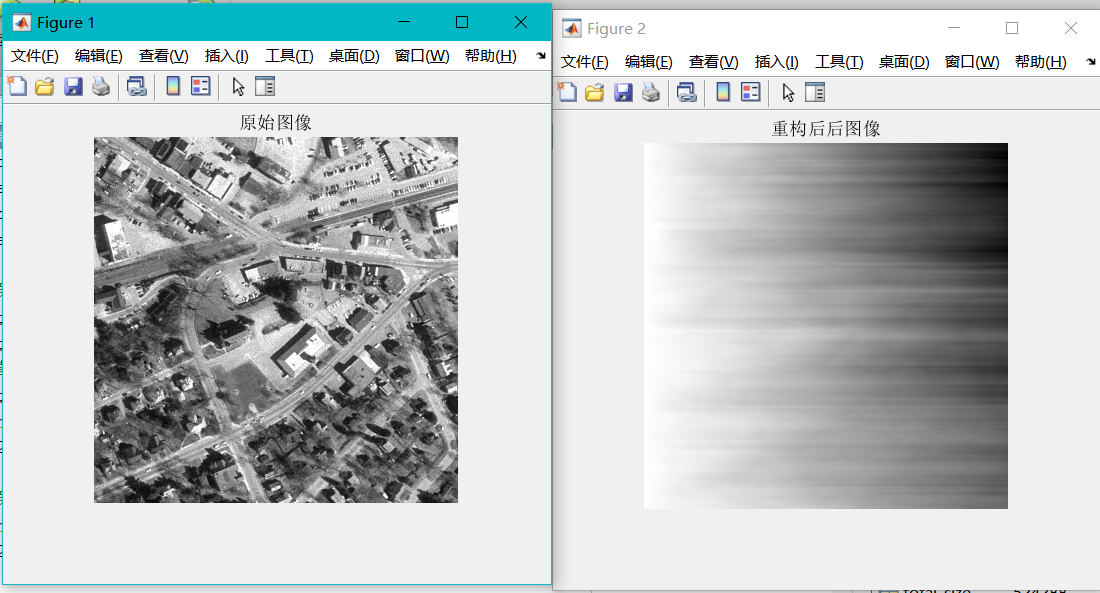 Figure 1
文件(F) 编辑(E) 查看(V) 插入(I) 工具(T) 桌面(D) 窗口(W) 帮助(H)
原始图像
Figure 2
文件(F) 编辑(E) 查看(V) 插入(I) 工具(T) 桌面(D) 窗口(W) 帮助(H)
重构后后图像